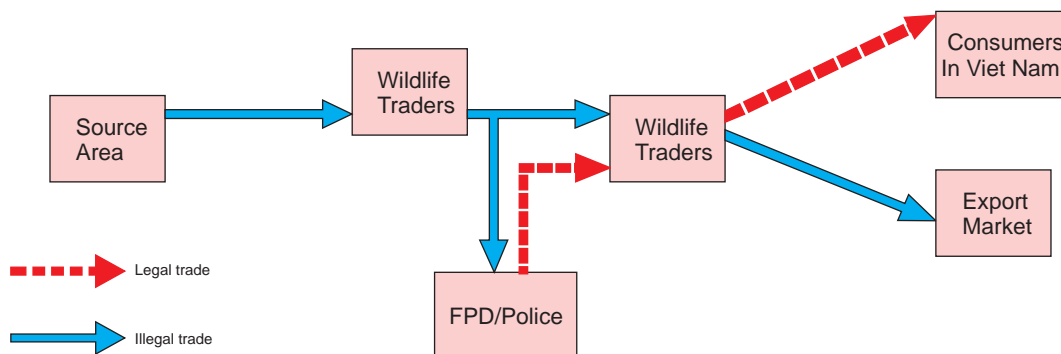 Source
Area
Wildlife
Traders
Wildlife
Traders
Consumers
In Viet Nam
Export
Market
FPD/Police
Legal trade
Illegal trade